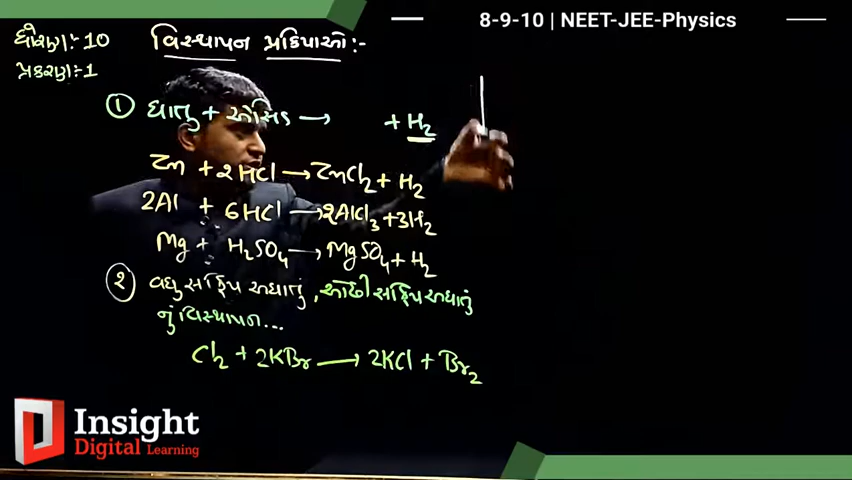 8-9-10 | NEET-JEE-Physics
ધોરણ:- 10
પ્રકરણ:- 1
વિસ્થાપન પ્રક્રિયાઓ :-
① ધાતુ + એસિડ → + H₂
Zn + 2HCl → ZnCl₂ + H₂
2Al + 6HCl → 2AlCl₃ + 3H₂
Mg + H₂SO₄ → MgSO₄ + H₂
② વધુ સક્રિય અધાતું, ઓછી સક્રિય અધાતું
નું વિસ્થાપન...
Cl₂ + 2KBr → 2KCl + Br₂
Insight
Digital Learning